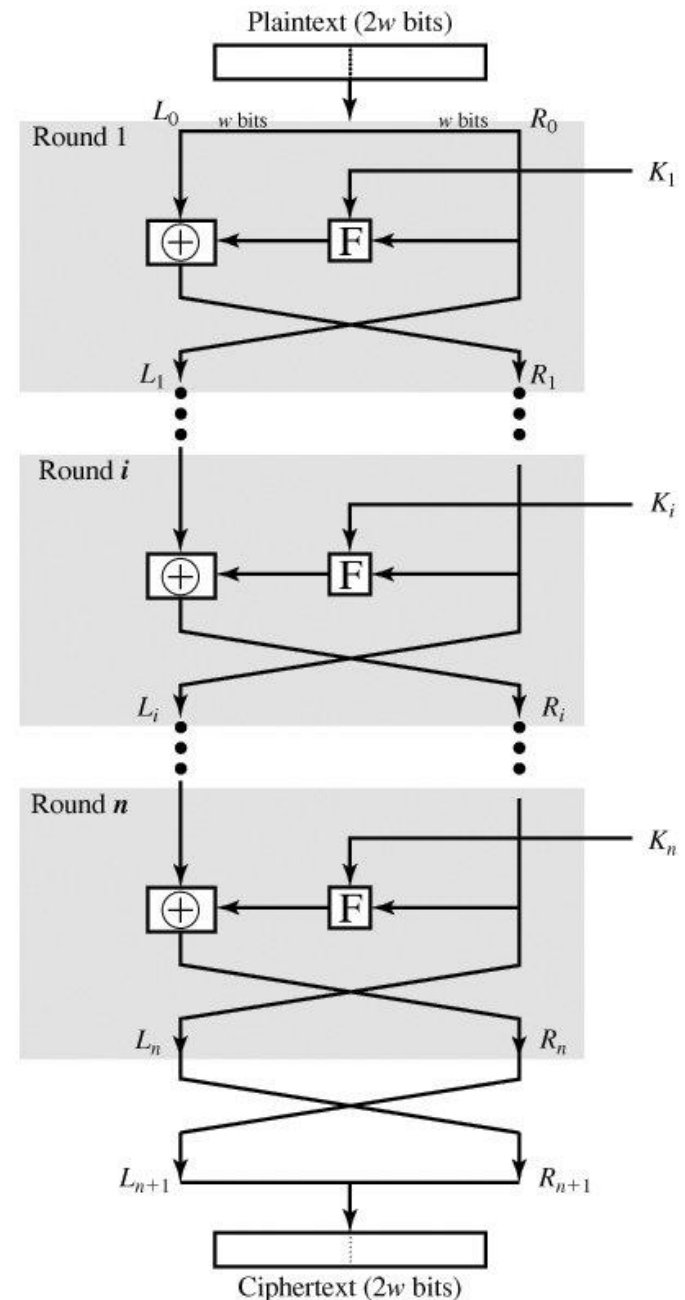 Plaintext (2w bits)
L₀ w bits w bits R₀
Round 1
K₁
⊕ F
L₁ R₁
Round i
Kᵢ
⊕ F
Lᵢ Rᵢ
Round n
Kₙ
⊕ F
Lₙ Rₙ
Lₙ₊₁ Rₙ₊₁
Ciphertext (2w bits)